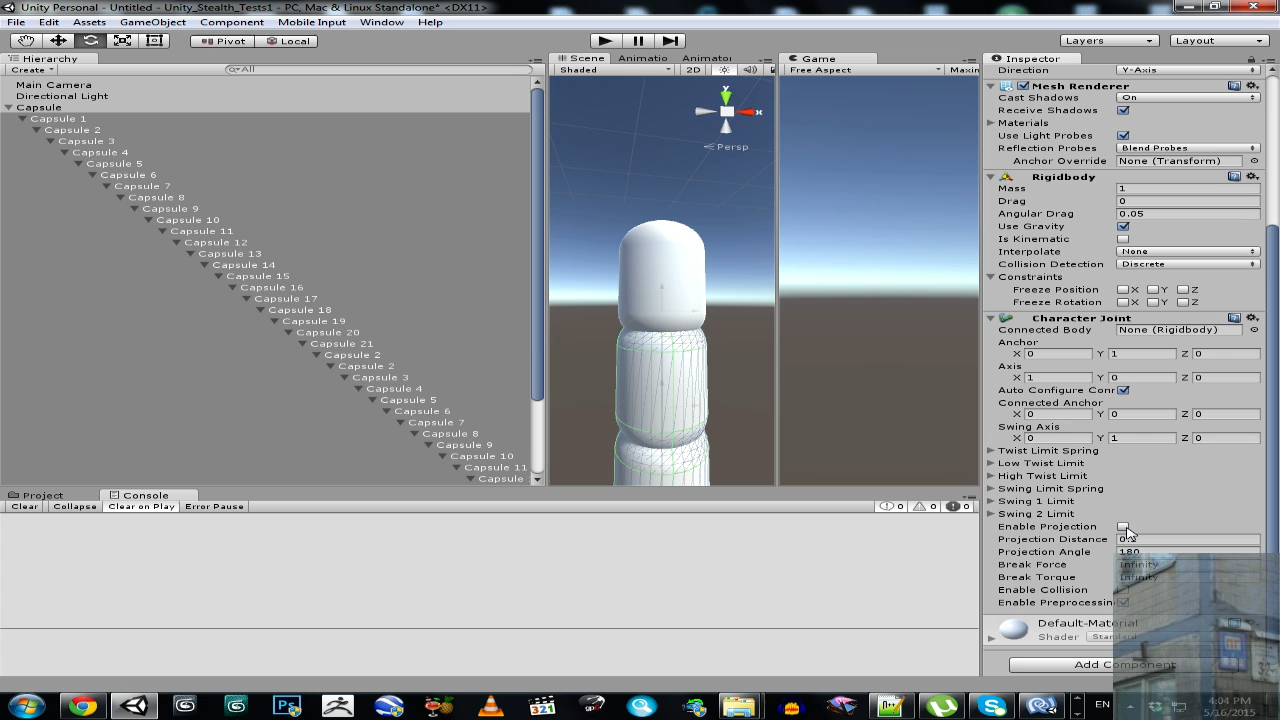 Unity Personal - Untitled - Unity_Stealth_Tests1 - PC, Mac & Linux Standalone* <DX11>
File Edit Assets GameObject Component Mobile Input Window Help
Pivot Local Layers Layout
Hierarchy
Create All
Main Camera
Directional Light
Capsule
Capsule 1
Capsule 2
Capsule 3
Capsule 4
Capsule 5
Capsule 6
Capsule 7
Capsule 8
Capsule 9
Capsule 10
Capsule 11
Capsule 12
Capsule 13
Capsule 14
Capsule 15
Capsule 16
Capsule 17
Capsule 18
Capsule 19
Capsule 20
Capsule 21
Capsule 2
Capsule 2
Capsule 3
Capsule 4
Capsule 5
Capsule 6
Capsule 7
Capsule 8
Capsule 9
Capsule 10
Capsule 11
Capsule
Scene Animatio Animator
Shaded 2D
y
x
Persp
Game
Free Aspect Maxin
Inspector
Direction Y-Axis
Mesh Renderer
Cast Shadows On
Receive Shadows
Materials
Use Light Probes
Reflection Probes Blend Probes
Anchor Override None (Transform)
Rigidbody
Mass 1
Drag 0
Angular Drag 0.05
Use Gravity
Is Kinematic
Interpolate None
Collision Detection Discrete
Constraints
Freeze Position X Y Z
Freeze Rotation X Y Z
Character Joint
Connected Body None (Rigidbody)
Anchor
X 0 Y 1 Z 0
Axis
X 1 Y 0 Z 0
Auto Configure Conr
Connected Anchor
X 0 Y 0 Z 0
Swing Axis
X 0 Y 1 Z 0
Twist Limit Spring
Low Twist Limit
High Twist Limit
Swing Limit Spring
Swing 1 Limit
Swing 2 Limit
Enable Projection
Projection Distance
Projection Angle 180
Break Force Infinity
Break Torque Infinity
Enable Collision
Enable Preprocessin
Default-Material
Shader Standard
Add Component
Project Console
Clear Collapse Clear on Play Error Pause 0 0 0
Ps 321 EN
4:04 PM
5/16/2015